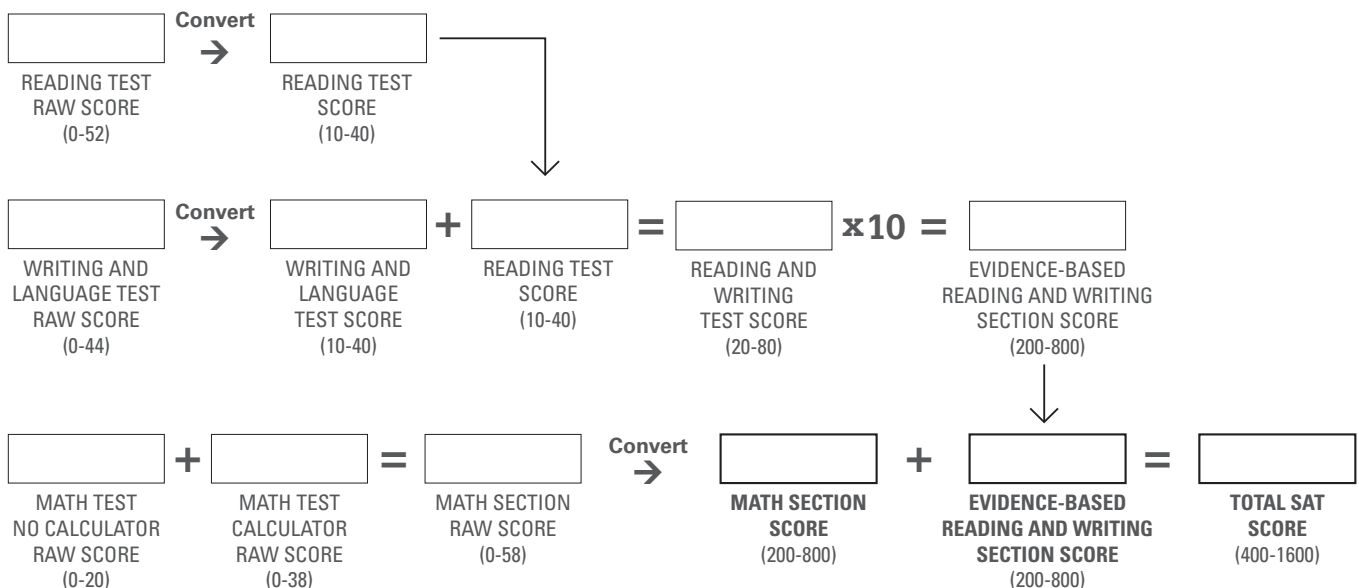 Convert
→
READING TEST
RAW SCORE
(0-52)
READING TEST
SCORE
(10-40)
Convert
→
+
=
x10 =
WRITING AND
LANGUAGE TEST
RAW SCORE
(0-44)
WRITING AND
LANGUAGE
TEST SCORE
(10-40)
READING TEST
SCORE
(10-40)
READING AND
WRITING
TEST SCORE
(20-80)
EVIDENCE-BASED
READING AND WRITING
SECTION SCORE
(200-800)
+
=
Convert
→
+
=
MATH TEST
NO CALCULATOR
RAW SCORE
(0-20)
MATH TEST
CALCULATOR
RAW SCORE
(0-38)
MATH SECTION
RAW SCORE
(0-58)
MATH SECTION
SCORE
(200-800)
EVIDENCE-BASED
READING AND WRITING
SECTION SCORE
(200-800)
TOTAL SAT
SCORE
(400-1600)